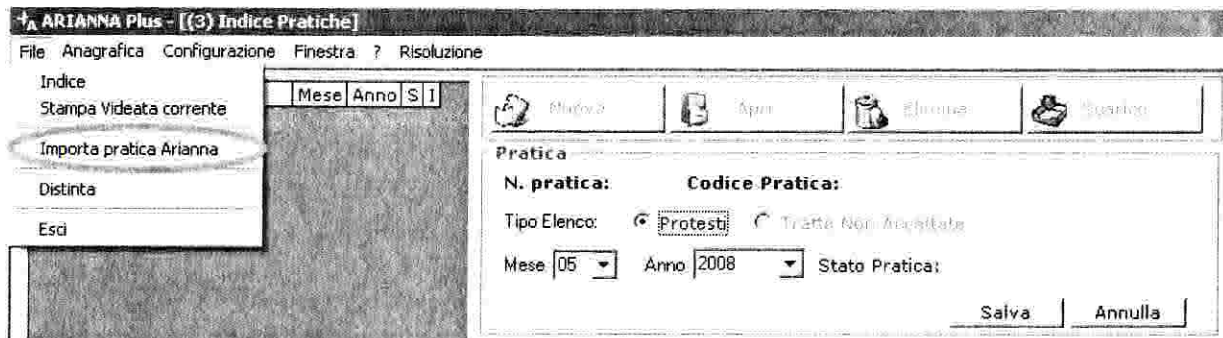 ARIANNA Plus - [(3) Indice Pratiche]
File Anagrafica Configurazione Finestra ? Risoluzione
Indice
Stampa Videata corrente
Importa pratica Arianna
Distinta
Esci
Mese Anno S I
Nuova Apri Elimina Scarica
Pratica
N. pratica: Codice Pratica:
Tipo Elenco: Protesti Tratte Non Accettate
Mese 05 Anno 2008 Stato Pratica:
Salva Annulla